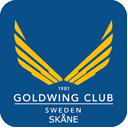 1981
GOLDWING CLUB
SWEDEN
SKÅNE